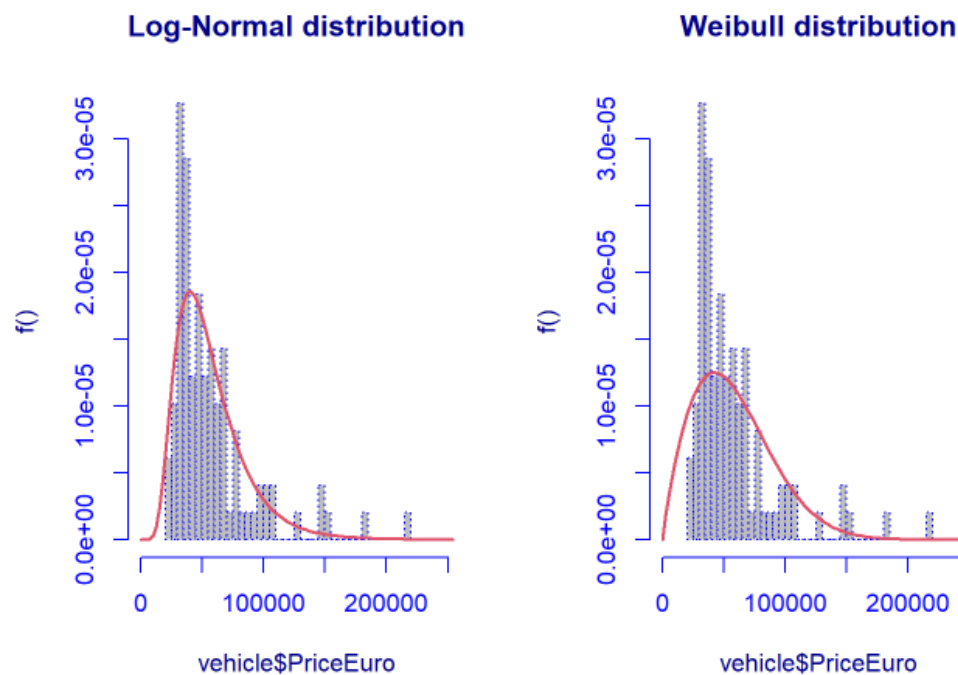 Log-Normal distribution
f()
0.0e+00
1.0e-05
2.0e-05
3.0e-05
0
100000
200000
vehicle$PriceEuro
Weibull distribution
f()
0.0e+00
1.0e-05
2.0e-05
3.0e-05
0
100000
200000
vehicle$PriceEuro